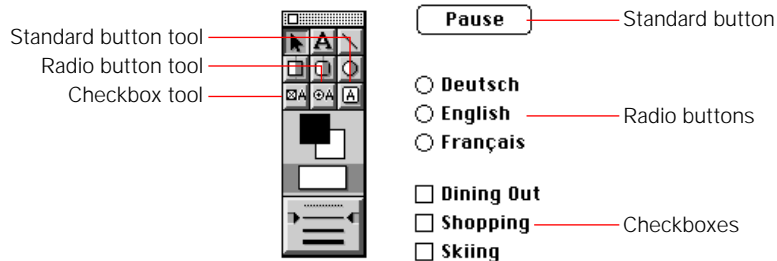 Standard button tool
Radio button tool
Checkbox tool
A
A
A
A
Pause
Standard button
Deutsch
English
Français
Radio buttons
Dining Out
Shopping
Skiing
Checkboxes